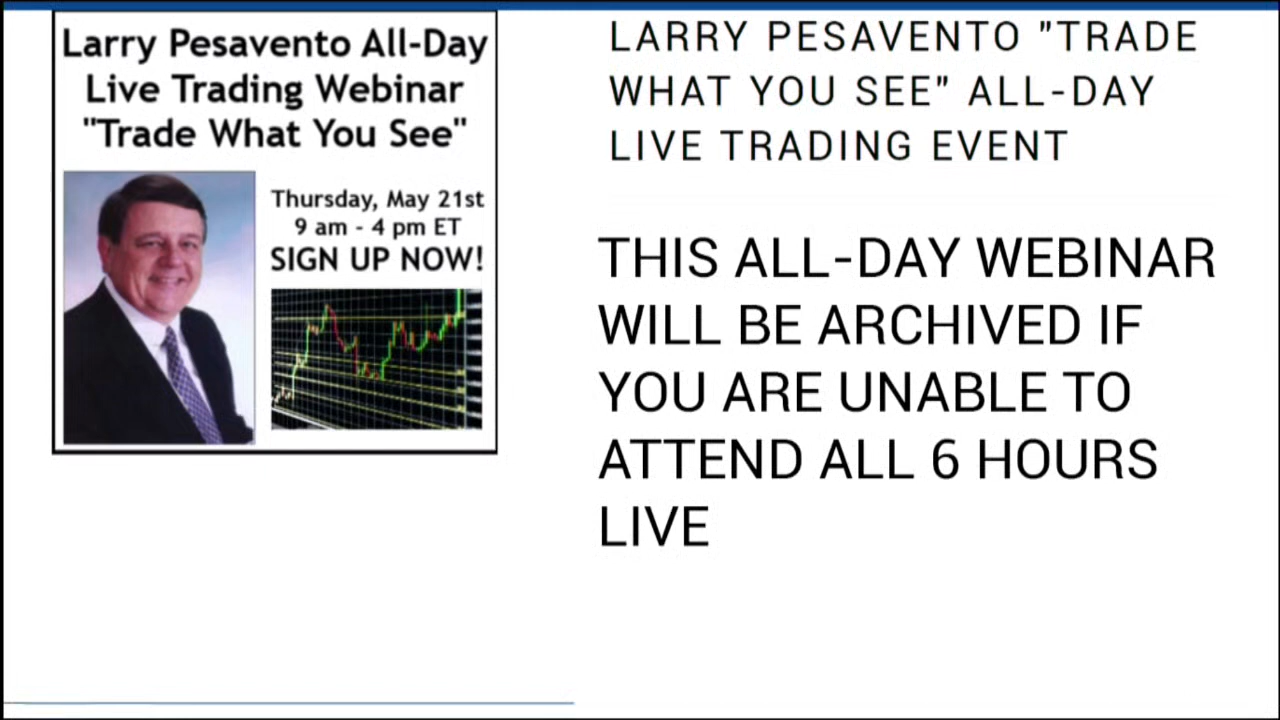 Larry Pesavento All-Day
Live Trading Webinar
"Trade What You See"
Thursday, May 21st
9 am - 4 pm ET
SIGN UP NOW!
LARRY PESAVENTO "TRADE
WHAT YOU SEE" ALL-DAY
LIVE TRADING EVENT
THIS ALL-DAY WEBINAR
WILL BE ARCHIVED IF
YOU ARE UNABLE TO
ATTEND ALL 6 HOURS
LIVE